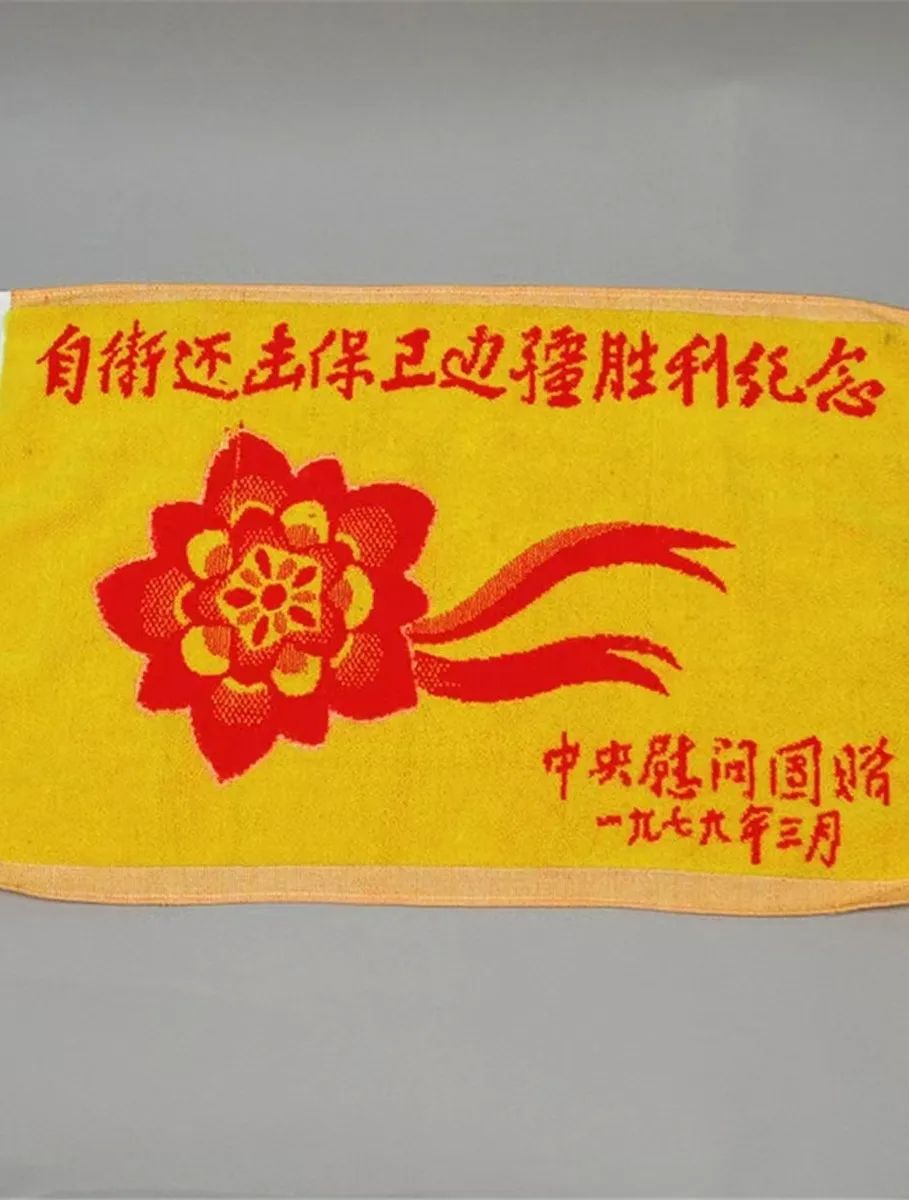 自衛还击保卫边疆胜利纪念
中央慰问团赠
一九七九年三月